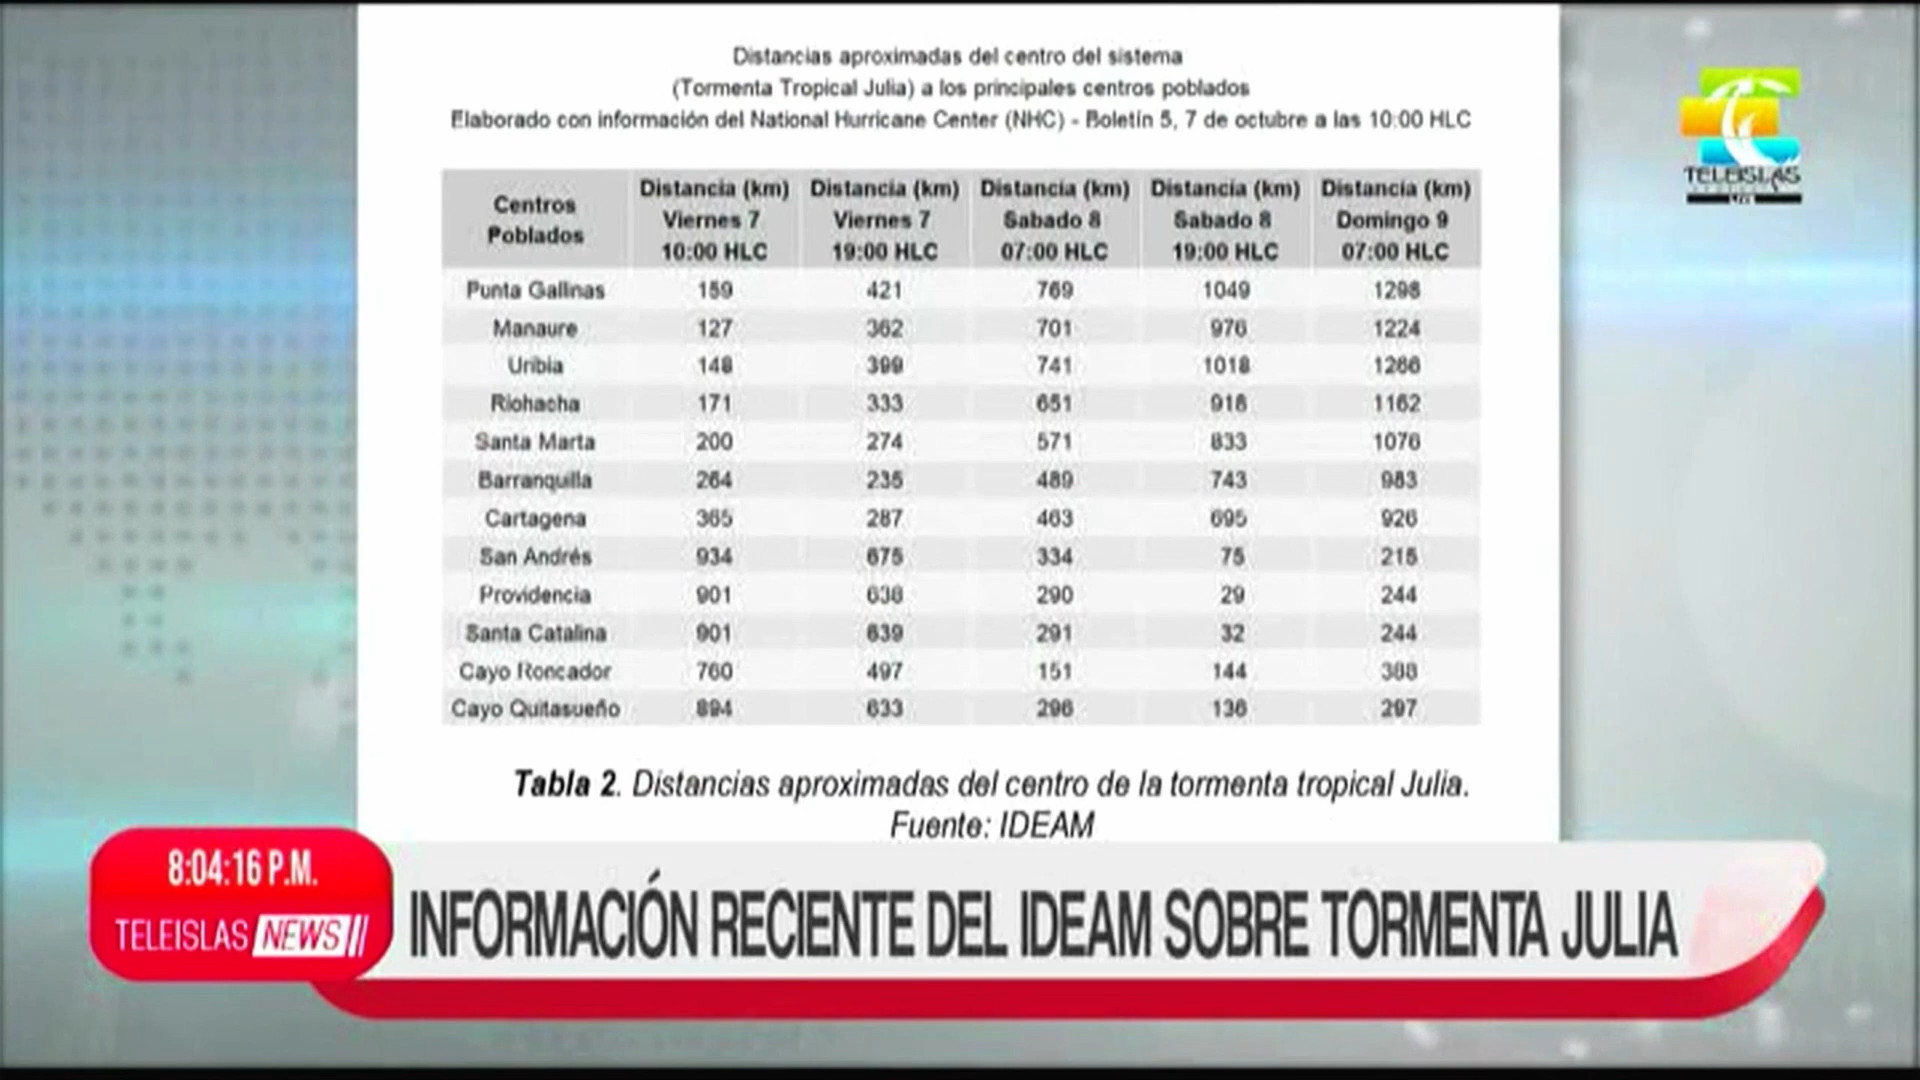 Distancias aproximadas del centro del sistema
(Tormenta Tropical Julia) a los principales centros poblados
Elaborado con información del National Hurricane Center (NHC) - Boletín 5, 7 de octubre a las 10:00 HLC
Centros Poblados Distancia (km) Viernes 7 10:00 HLC Distancia (km) Viernes 7 19:00 HLC Distancia (km) Sabado 8 07:00 HLC Distancia (km) Sabado 8 19:00 HLC Distancia (km) Domingo 9 07:00 HLC
Punta Gallinas 159 421 769 1049 1298
Manaure 127 362 701 976 1224
Uribia 148 399 741 1018 1266
Riohacha 171 333 651 916 1162
Santa Marta 200 274 571 833 1076
Barranquilla 264 235 489 743 983
Cartagena 365 287 463 695 926
San Andrés 934 675 334 75 215
Providencia 901 638 290 29 244
Santa Catalina 901 639 291 32 244
Cayo Roncador 760 497 151 144 388
Cayo Quitasueño 894 633 296 136 297
Tabla 2. Distancias aproximadas del centro de la tormenta tropical Julia.
Fuente: IDEAM
TELEISLAS
8:04:16 P.M.
TELEISLAS NEWS
INFORMACIÓN RECIENTE DEL IDEAM SOBRE TORMENTA JULIA